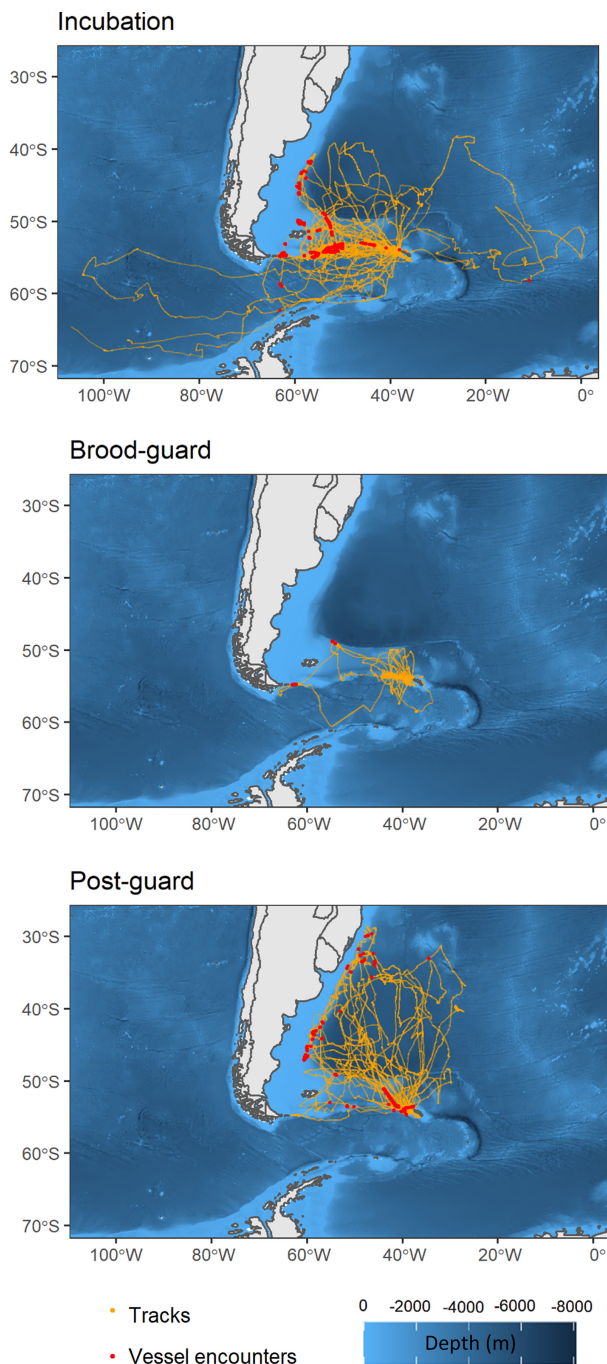 Incubation
30°S
40°S
50°S
60°S
70°S
100°W 80°W 60°W 40°W 20°W 0°
Brood-guard
30°S
40°S
50°S
60°S
70°S
100°W 80°W 60°W 40°W 20°W 0°
Post-guard
30°S
40°S
50°S
60°S
70°S
100°W 80°W 60°W 40°W 20°W 0°
Tracks
Vessel encounters
0 -2000 -4000 -6000 -8000
Depth (m)